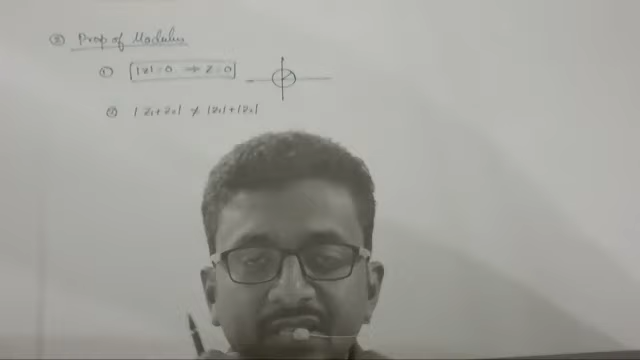 ③ Prop of Modulus
① |z| = 0 → z = 0
② |z₁+z₂| ≠ |z₁|+|z₂|